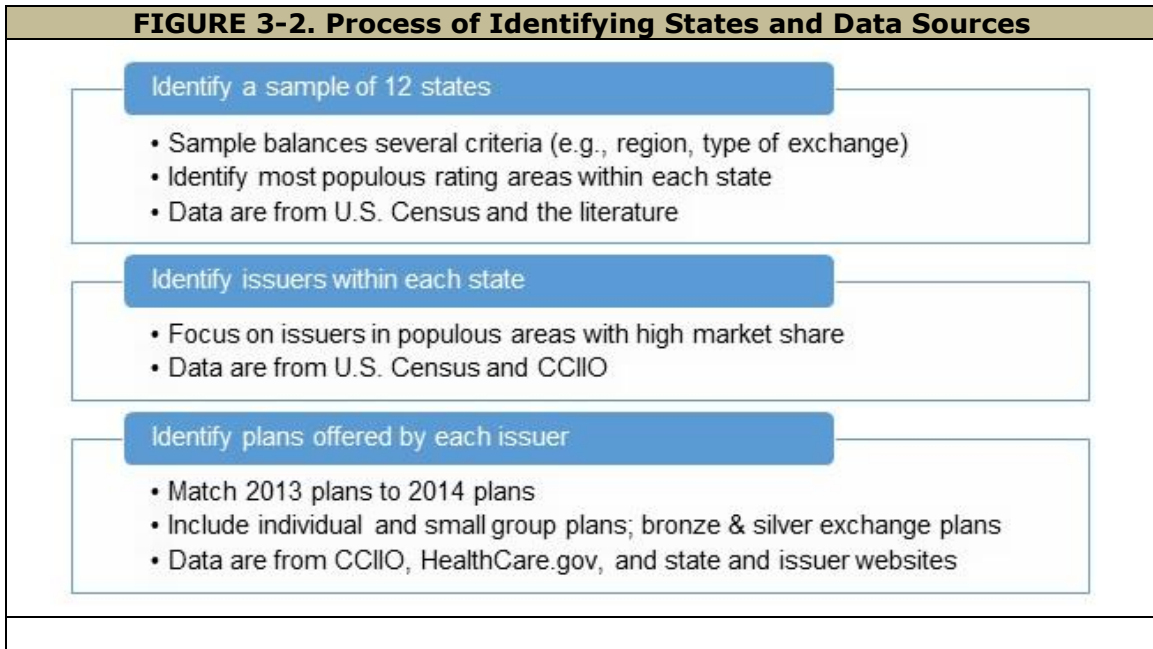 FIGURE 3-2. Process of Identifying States and Data Sources
Identify a sample of 12 states
• Sample balances several criteria (e.g., region, type of exchange)
• Identify most populous rating areas within each state
• Data are from U.S. Census and the literature
Identify issuers within each state
• Focus on issuers in populous areas with high market share
• Data are from U.S. Census and CCIIO
Identify plans offered by each issuer
• Match 2013 plans to 2014 plans
• Include individual and small group plans; bronze & silver exchange plans
• Data are from CCIIO, HealthCare.gov, and state and issuer websites